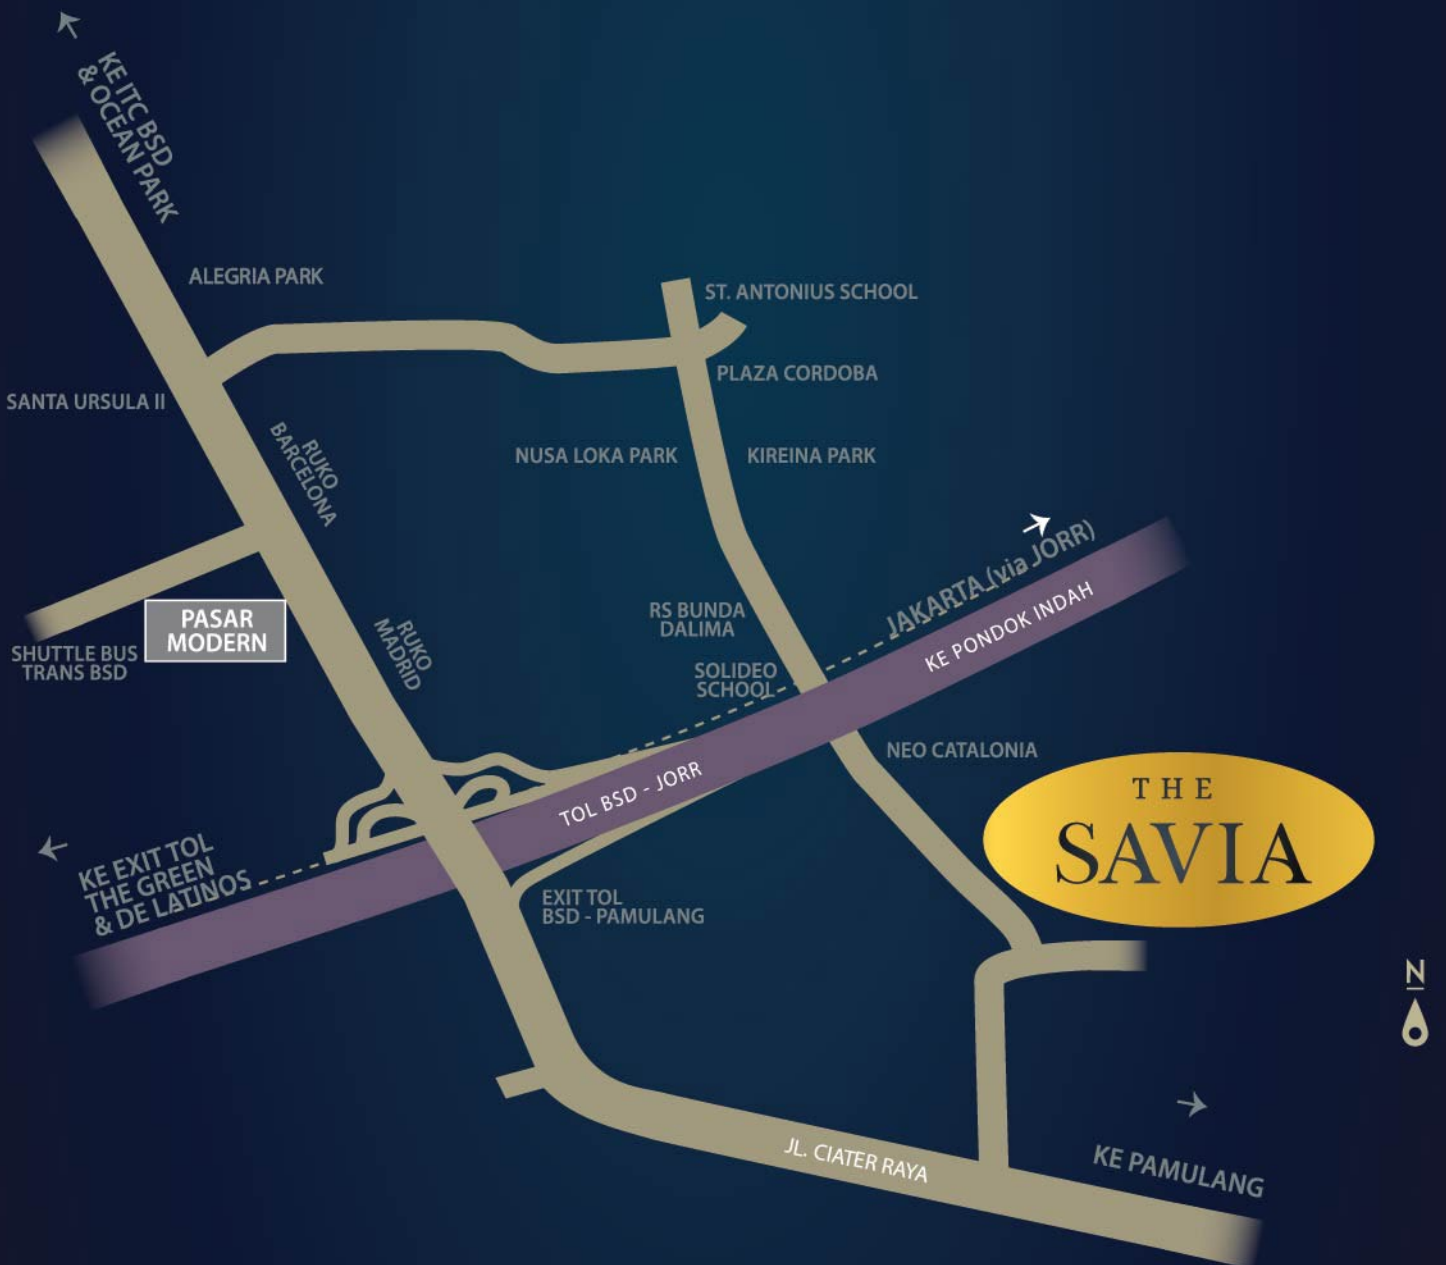 KE ITC BSD
& OCEAN PARK
ALEGRIA PARK
ST. ANTONIUS SCHOOL
PLAZA CORDOBA
SANTA URSULA II
RUKO
BARCELONA
NUSA LOKA PARK
KIREINA PARK
JAKARTA (via JORR)
KE PONDOK INDAH
RS BUNDA
DALIMA
PASAR
MODERN
SHUTTLE BUS
TRANS BSD
RUKO
MADRID
SOLIDEO
SCHOOL
NEO CATALONIA
TOL BSD - JORR
THE
SAVIA
KE EXIT TOL
THE GREEN
& DE LATINOS
EXIT TOL
BSD - PAMULANG
N
JL. CIATER RAYA
KE PAMULANG